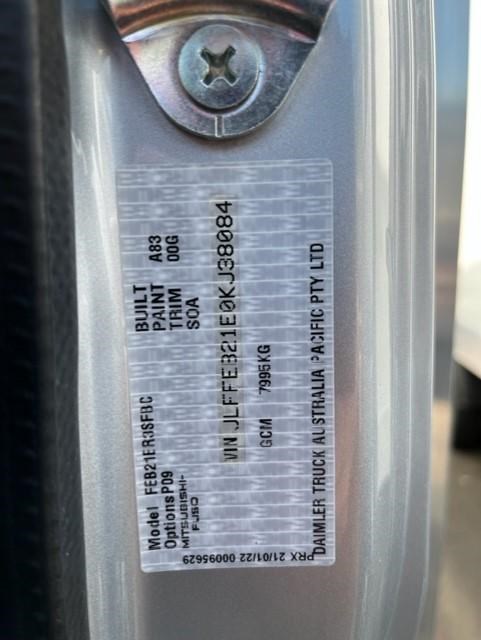 Model FEB21ER3SFBC
Options P09
MITSUBISHI-
FUSO
BUILT
PAINT A83
TRIM 00G
SOA
VIN JLFFEB21E0KJ38084
GCM 7995KG
DAIMLER TRUCK AUSTRALIA PACIFIC PTY LTD
PRX 21/01/22 00095629